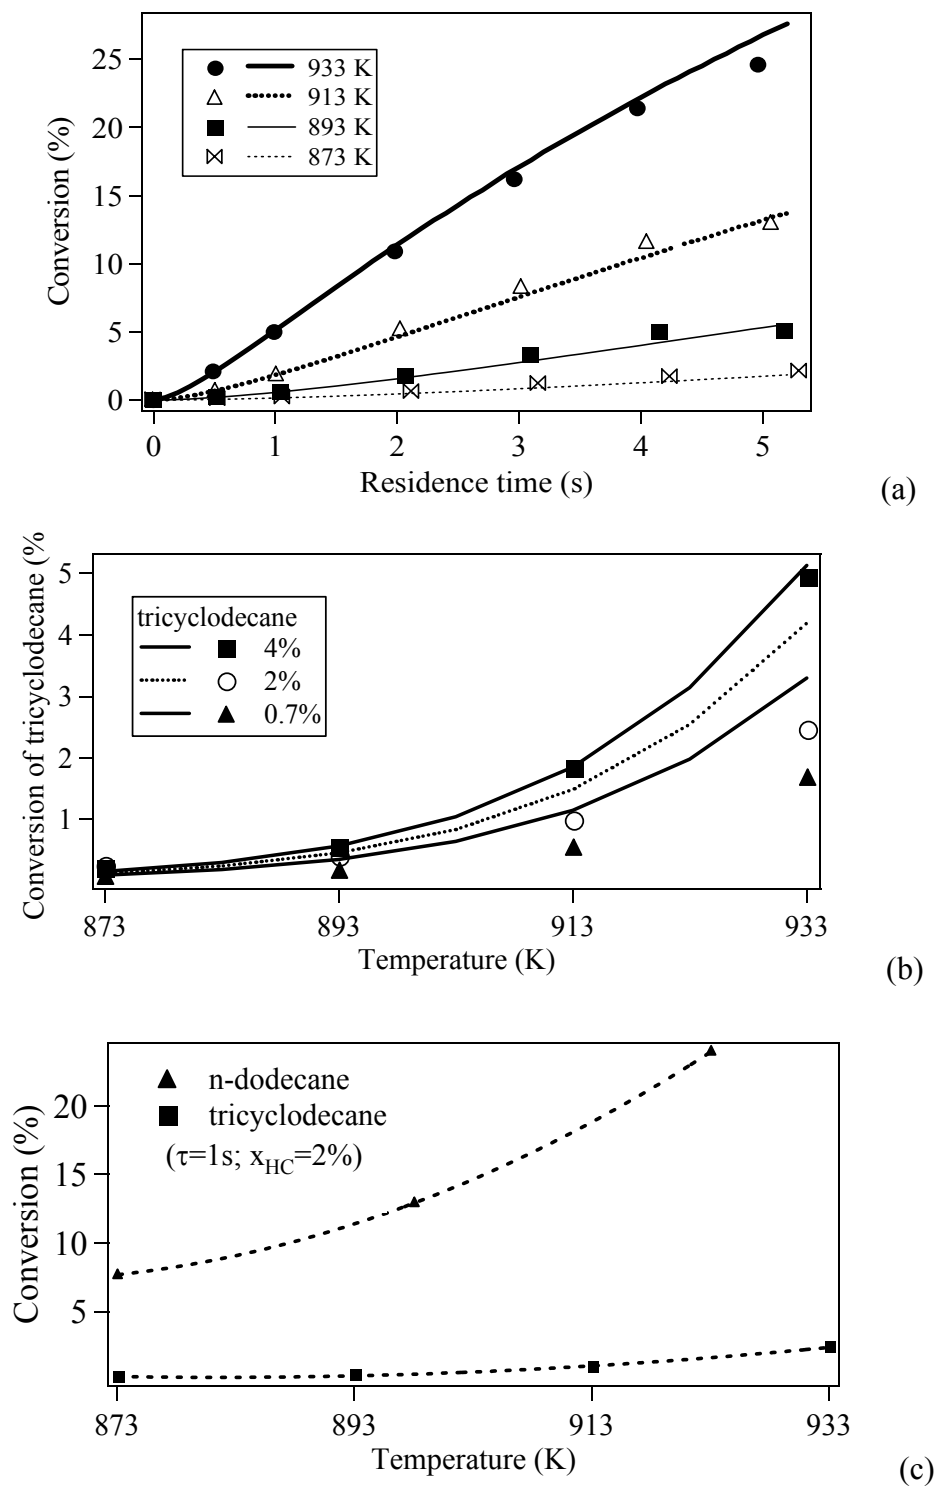 933 K
913 K
893 K
873 K
Conversion (%)
25
20
15
10
5
0
0 1 2 3 4 5
Residence time (s)
(a)
Conversion of tricyclodecane (%
5
4
3
2
1
tricyclodecane
4%
2%
0.7%
873 893 913 933
Temperature (K)
(b)
Conversion (%)
20
15
10
5
n-dodecane
tricyclodecane
(τ=1s; xHC=2%)
873 893 913 933
Temperature (K)
(c)